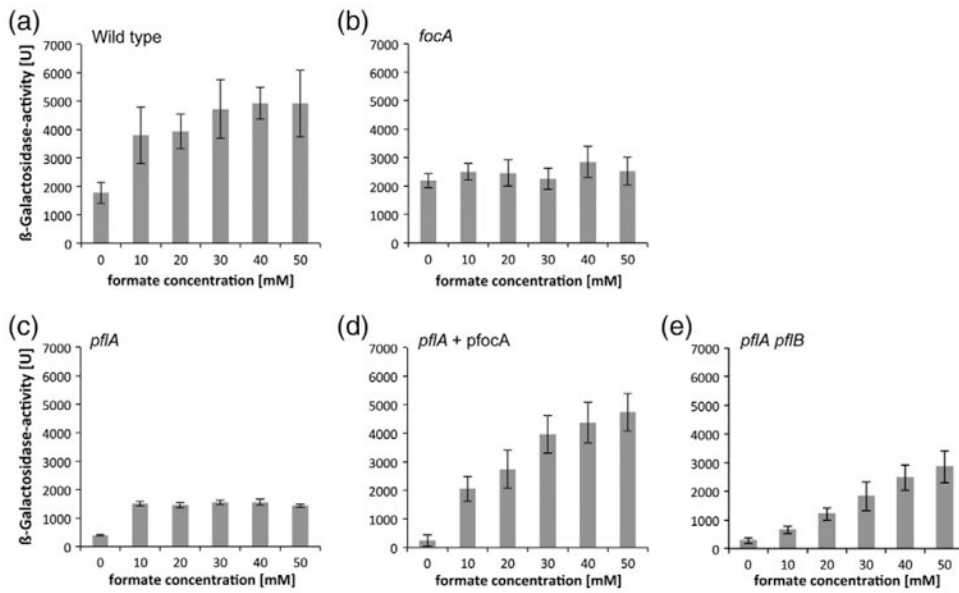 (a)
Wild type
ß-Galactosidase-activity [U]
7000
6000
5000
4000
3000
2000
1000
0
0 10 20 30 40 50
formate concentration [mM]
(b)
focA
7000
6000
5000
4000
3000
2000
1000
0
0 10 20 30 40 50
formate concentration [mM]
(c)
pflA
ß-Galactosidase-activity [U]
7000
6000
5000
4000
3000
2000
1000
0
0 10 20 30 40 50
formate concentration [mM]
(d)
pflA + pfocA
7000
6000
5000
4000
3000
2000
1000
0
0 10 20 30 40 50
formate concentration [mM]
(e)
pflA pflB
7000
6000
5000
4000
3000
2000
1000
0
0 10 20 30 40 50
formate concentration [mM]